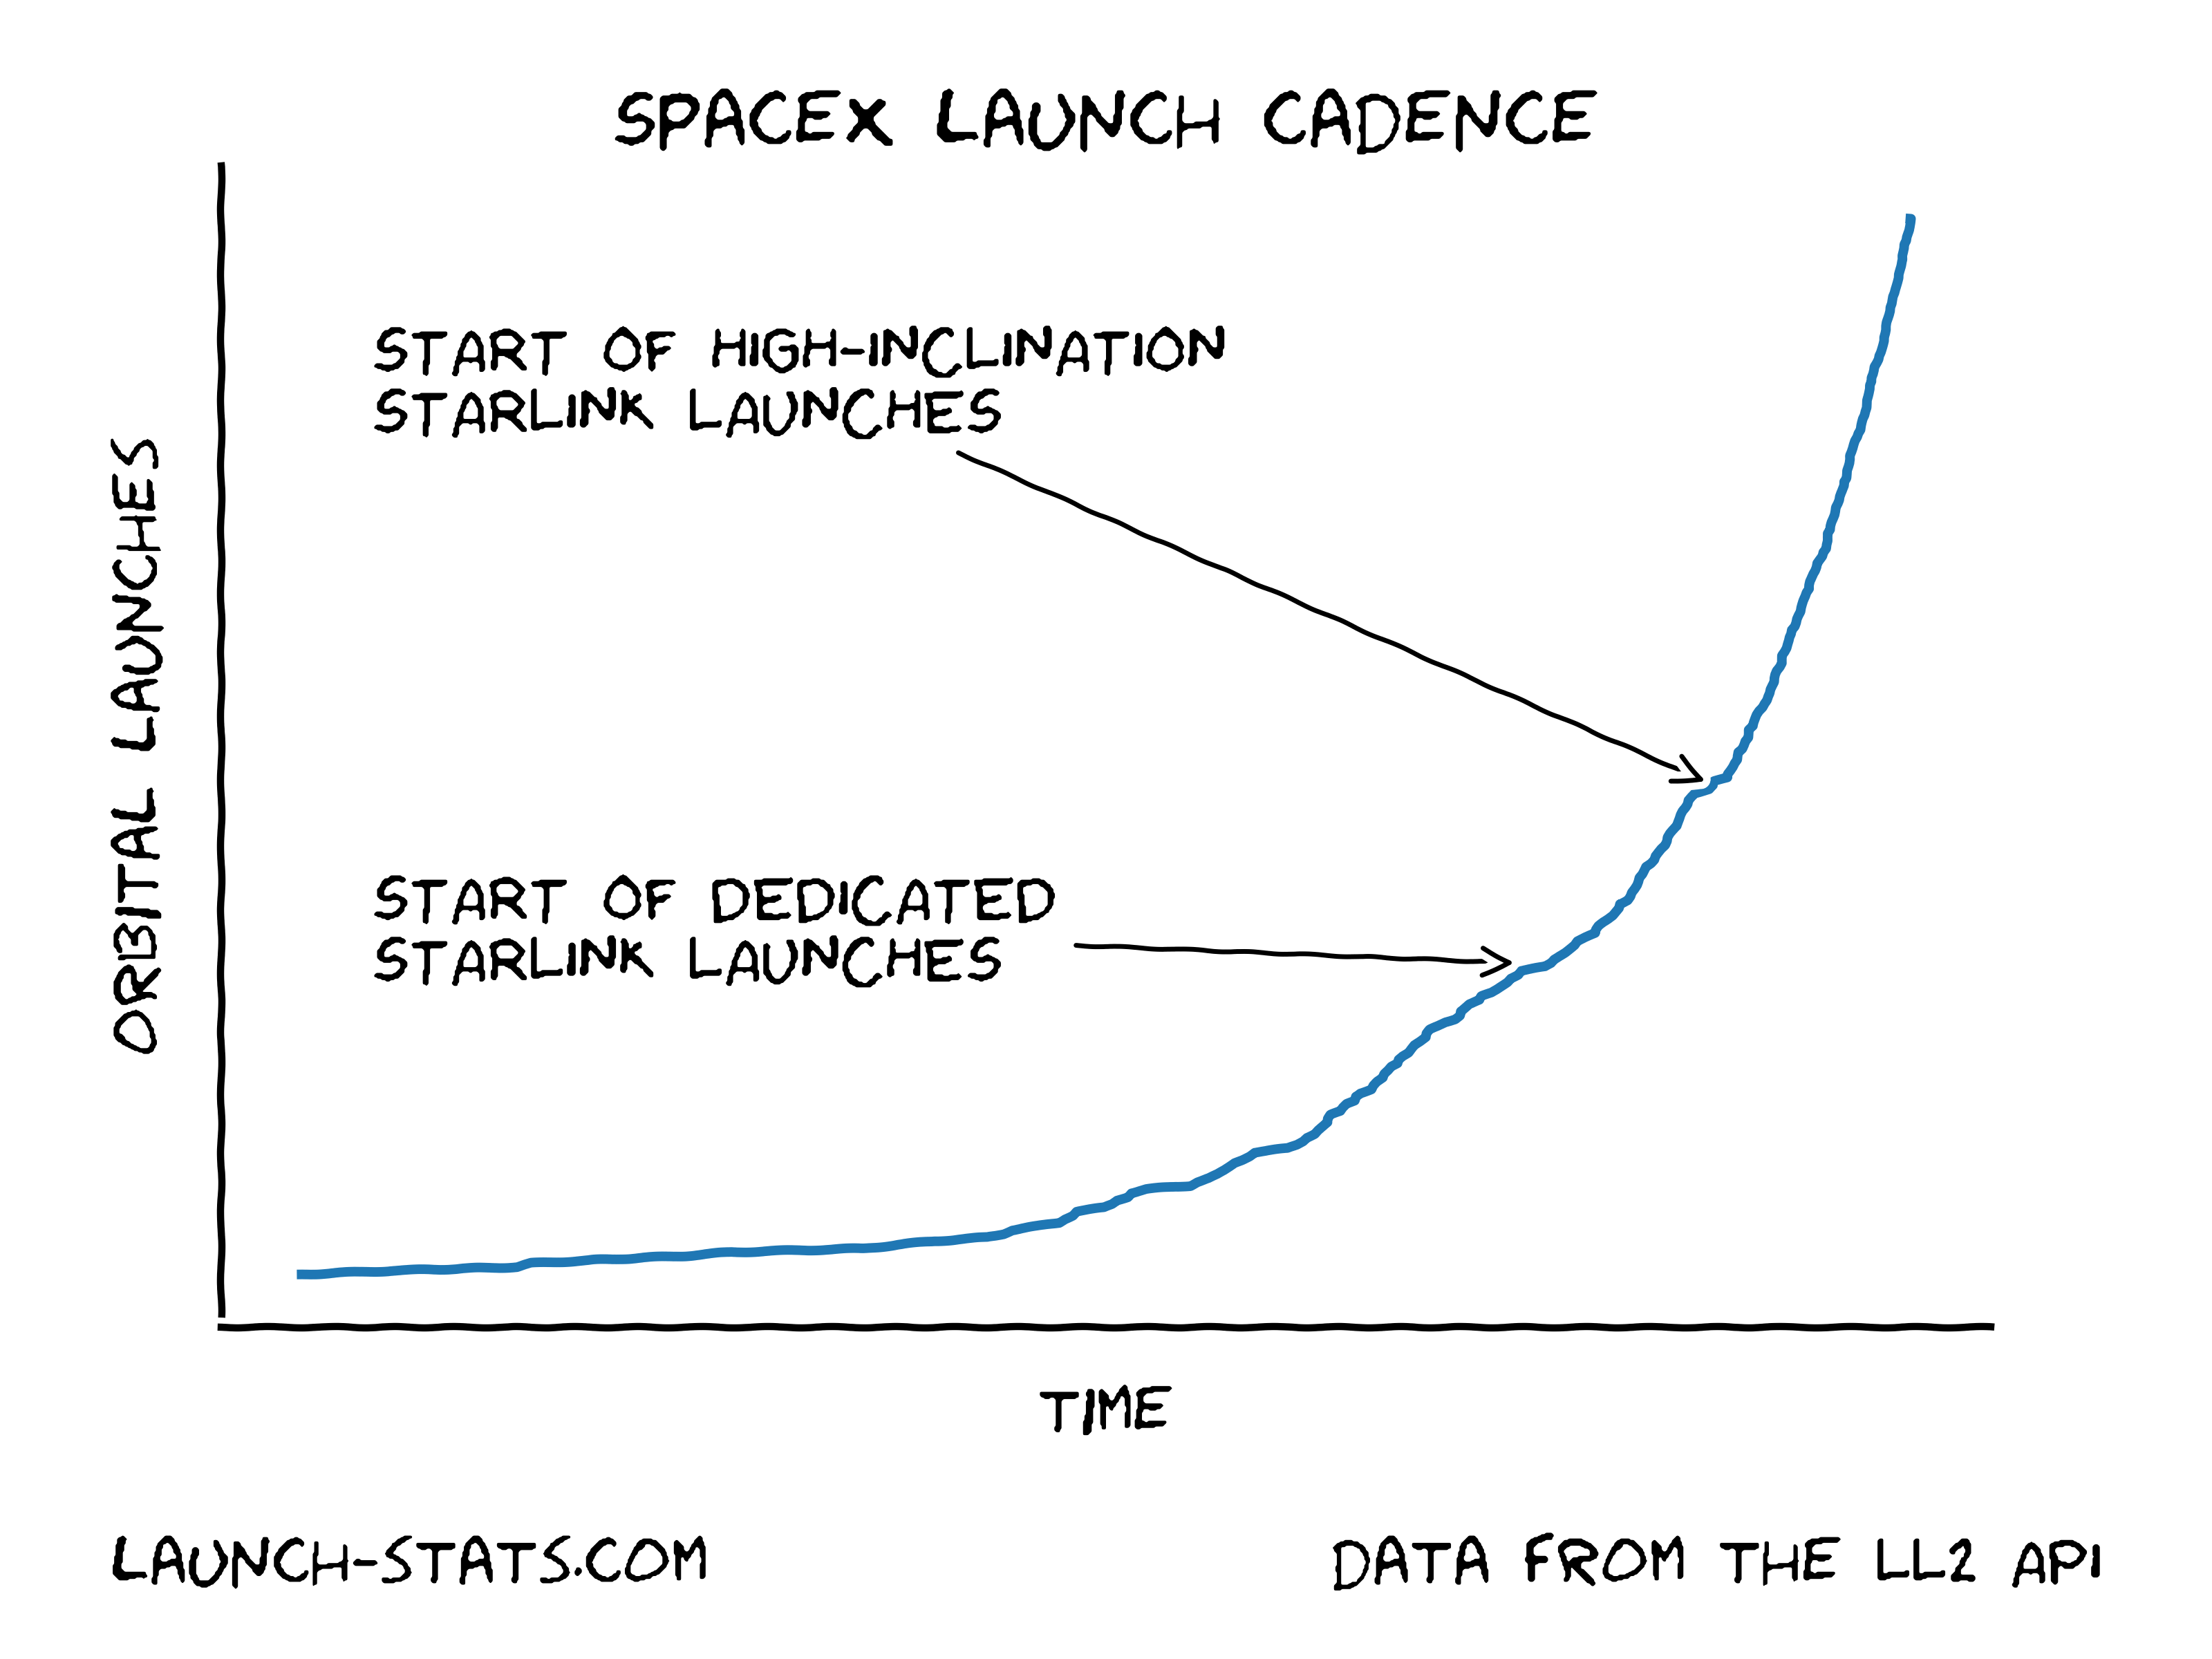 SPACEX LAUNCH CADENCE
START OF HIGH-INCLINATION
STARLINK LAUNCHES
ORBITAL LAUNCHES
START OF DEDICATED
STARLINK LAUNCHES
TIME
LAUNCH-STATS.COM
DATA FROM THE LL2 API